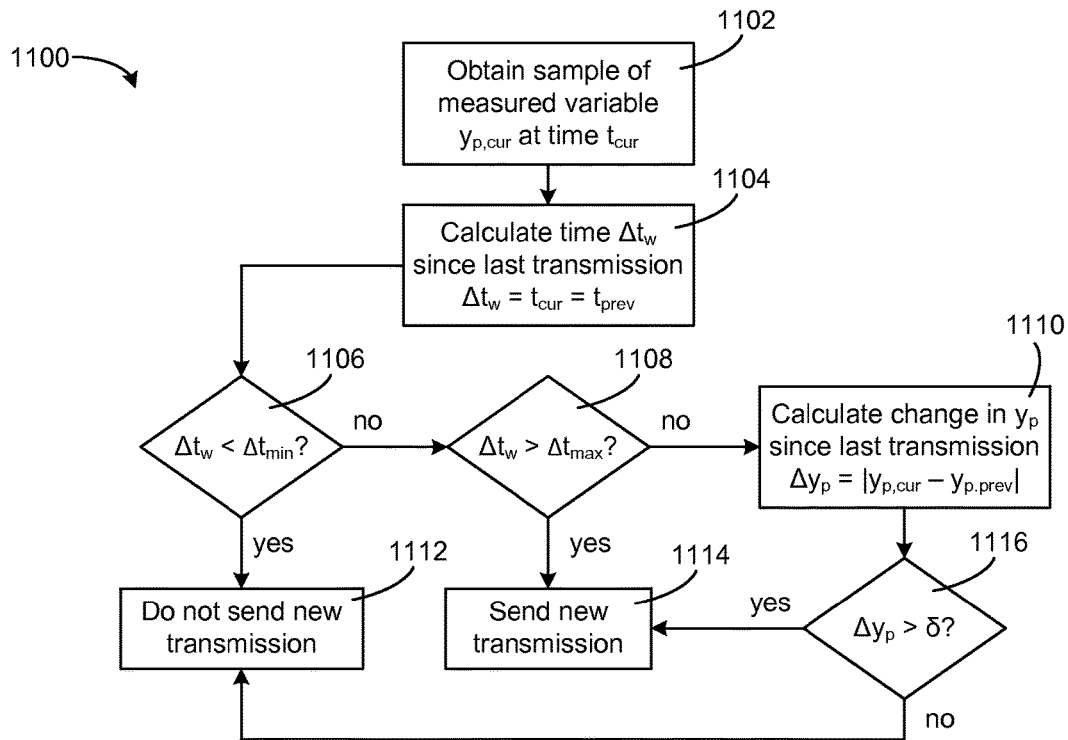 1102
1100
Obtain sample of
measured variable
yp,cur at time tcur
1104
Calculate time Δtw
since last transmission
Δtw = tcur = tprev
1110
1106
1108
Calculate change in yp
since last transmission
Δyp = |yp,cur – yp.prev|
Δtw < Δtmin?
no
Δtw > Δtmax?
no
yes
1112
yes
1114
1116
Do not send new
transmission
Send new
transmission
yes
Δyp > δ?
no